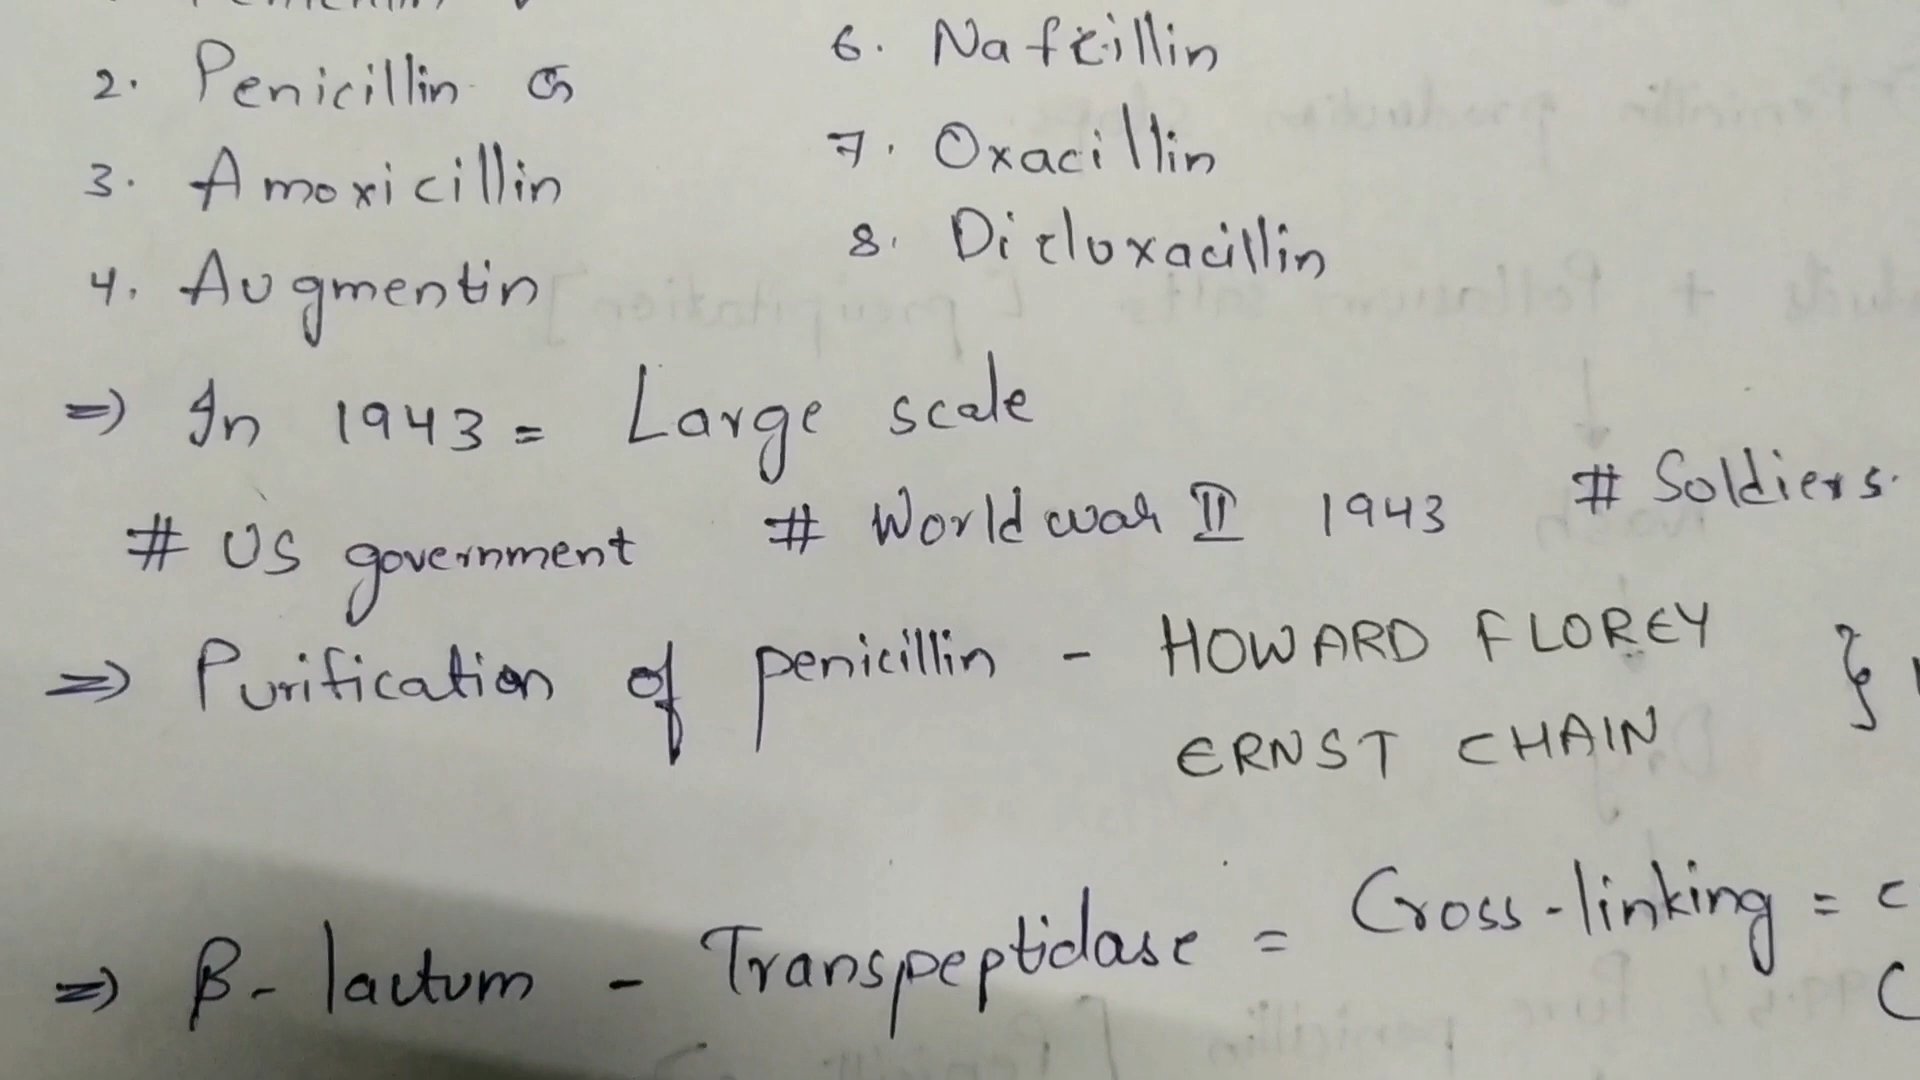 2. Penicillin G
3. Amoxicillin
4. Augmentin
6. Nafcillin
7. Oxacillin
8. Dicloxacillin
⇒ In 1943 = Large scale
# US government # World war II 1943 # Soldiers.
⇒ Purification of penicillin - HOWARD FLOREY }
ERNST CHAIN
⇒ β- lactum - Transpeptidase = Cross-linking =